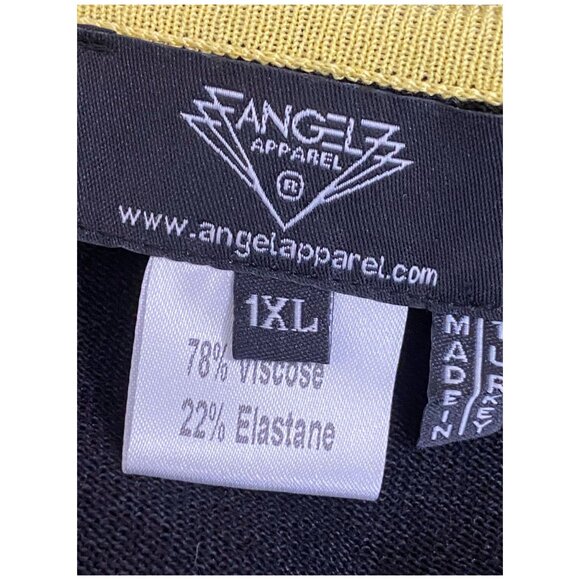 ANGEL
APPAREL
®
www.angelapparel.com
1XL
78% Viscose
22% Elastane
MADE IN
TURKEY